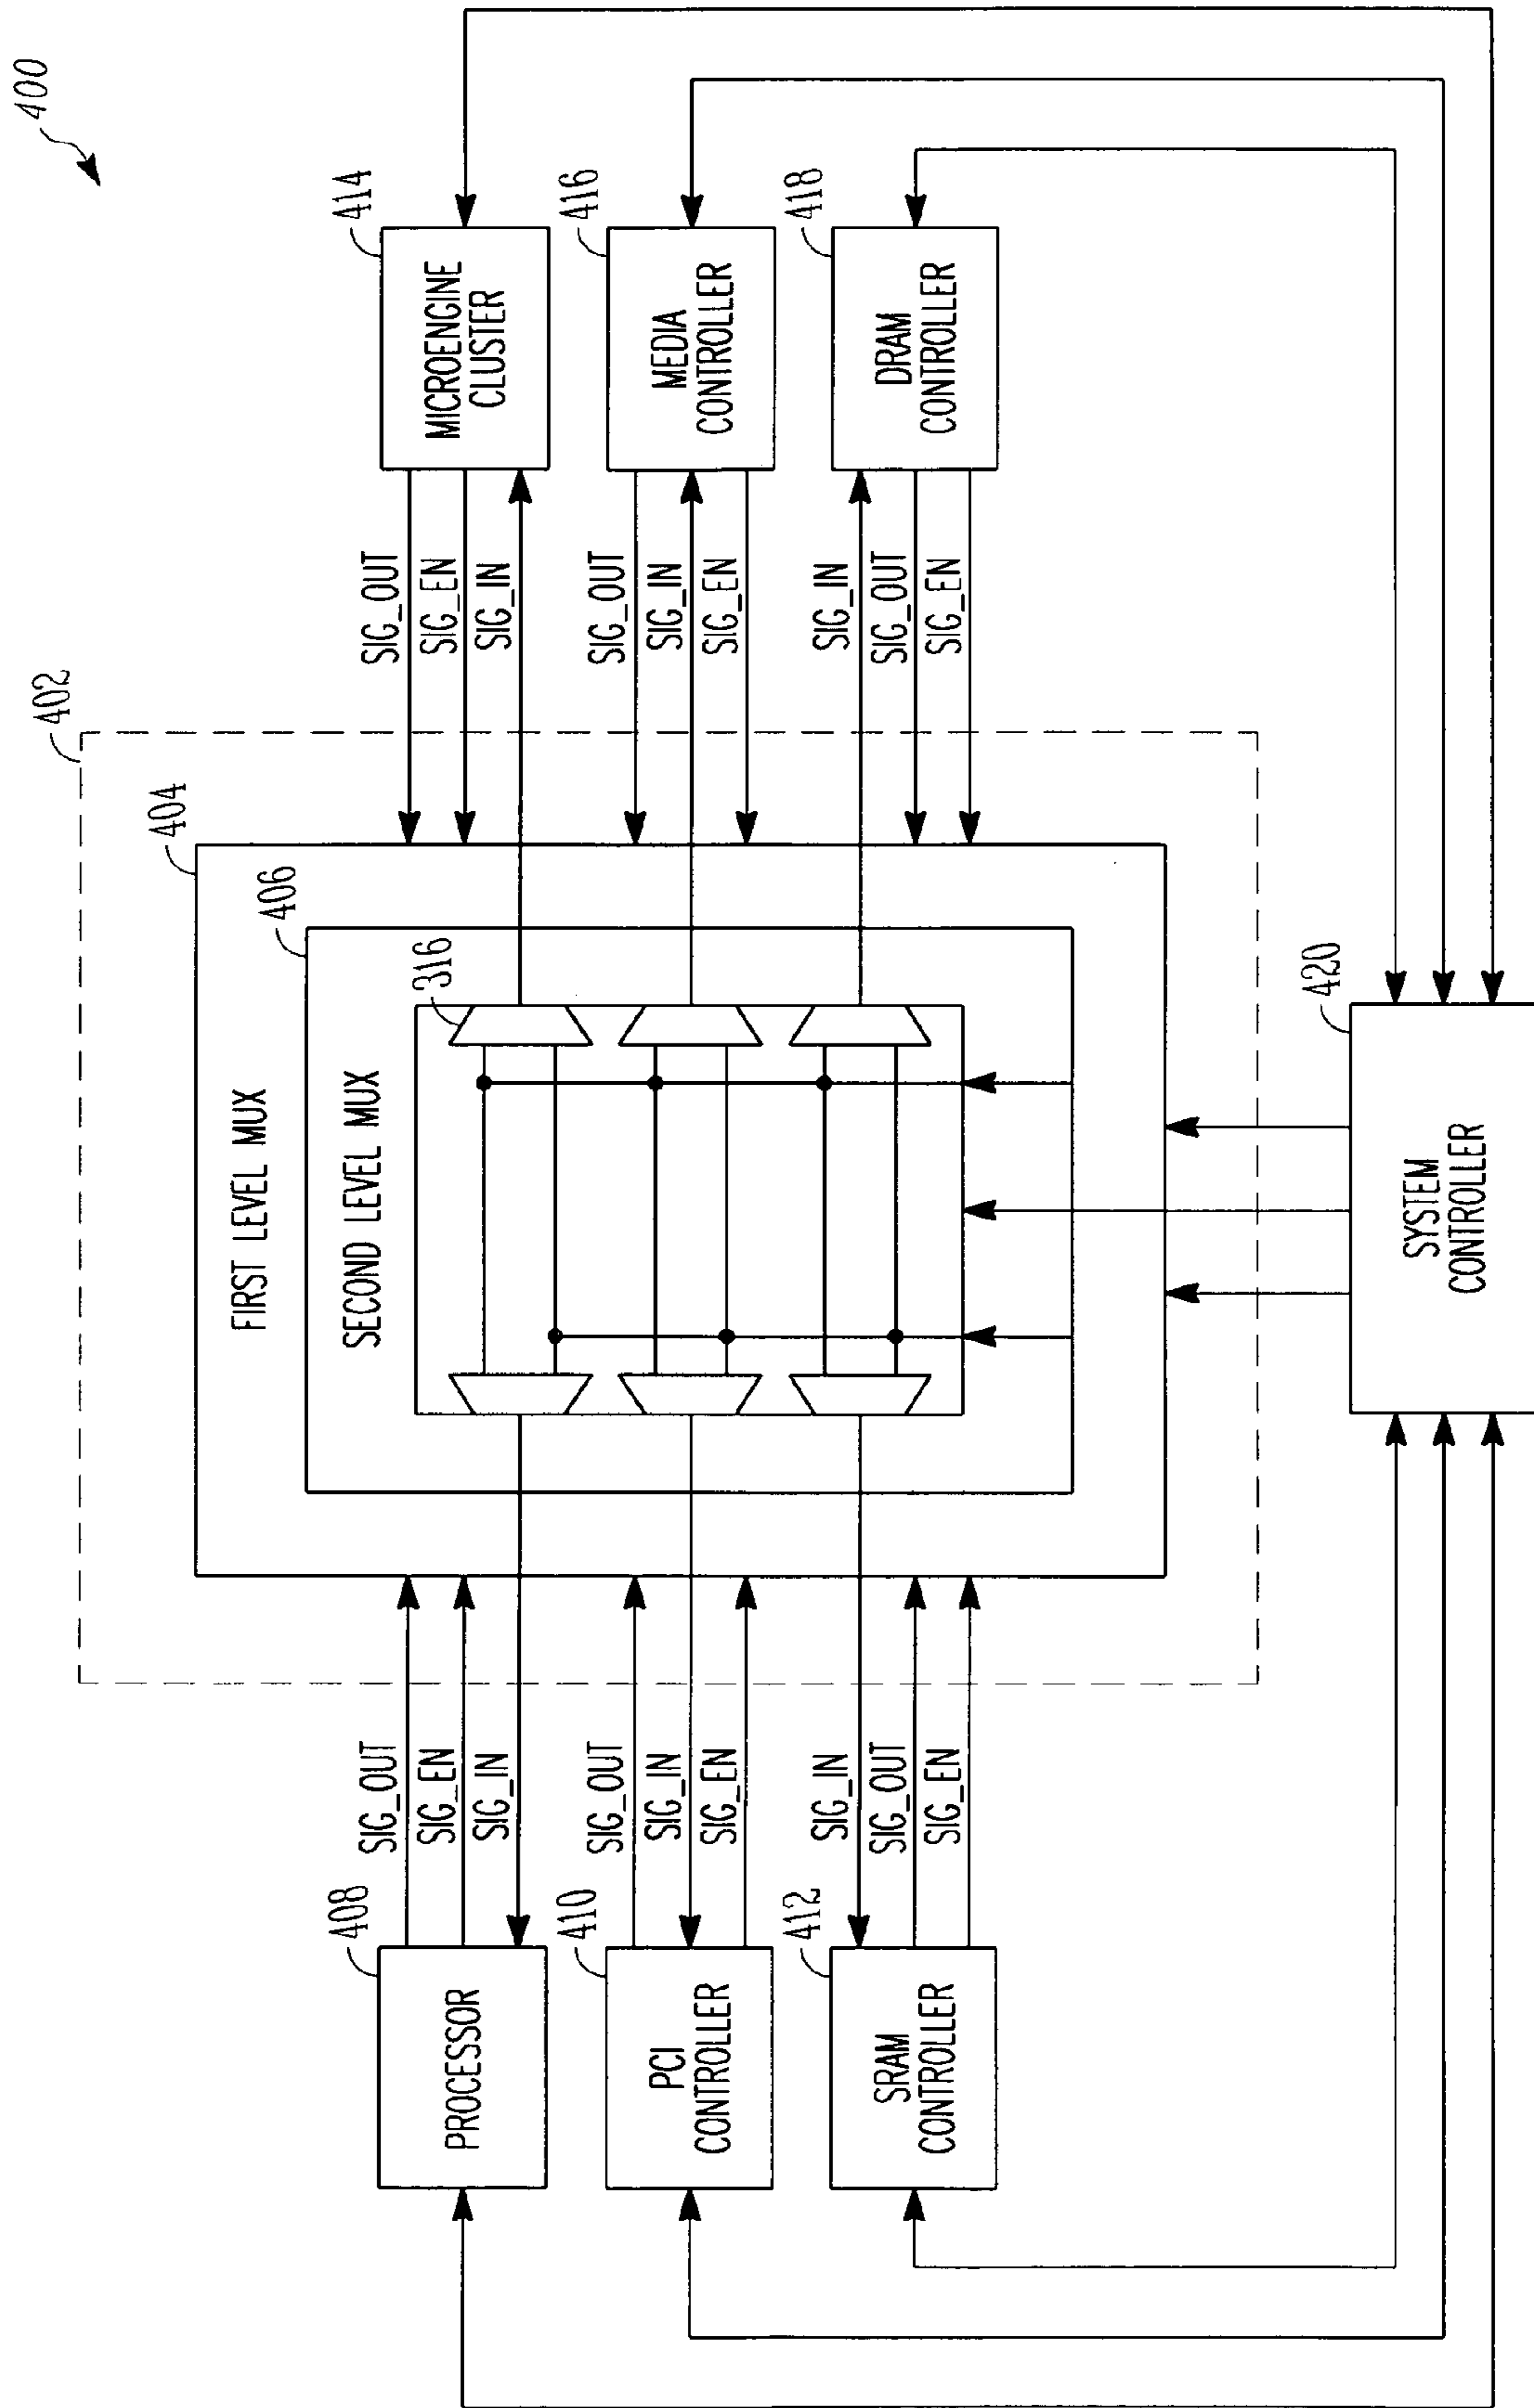 400
402
404
FIRST LEVEL MUX
406
SECOND LEVEL MUX
316
408
PROCESSOR
SIG_OUT
SIG_EN
SIG_IN
410
PCI
CONTROLLER
SIG_OUT
SIG_IN
SIG_EN
412
SRAM
CONTROLLER
SIG_IN
SIG_OUT
SIG_EN
414
MICROENGINE
CLUSTER
SIG_OUT
SIG_EN
SIG_IN
416
MEDIA
CONTROLLER
SIG_OUT
SIG_IN
SIG_EN
418
DRAM
CONTROLLER
SIG_IN
SIG_OUT
SIG_EN
420
SYSTEM
CONTROLLER